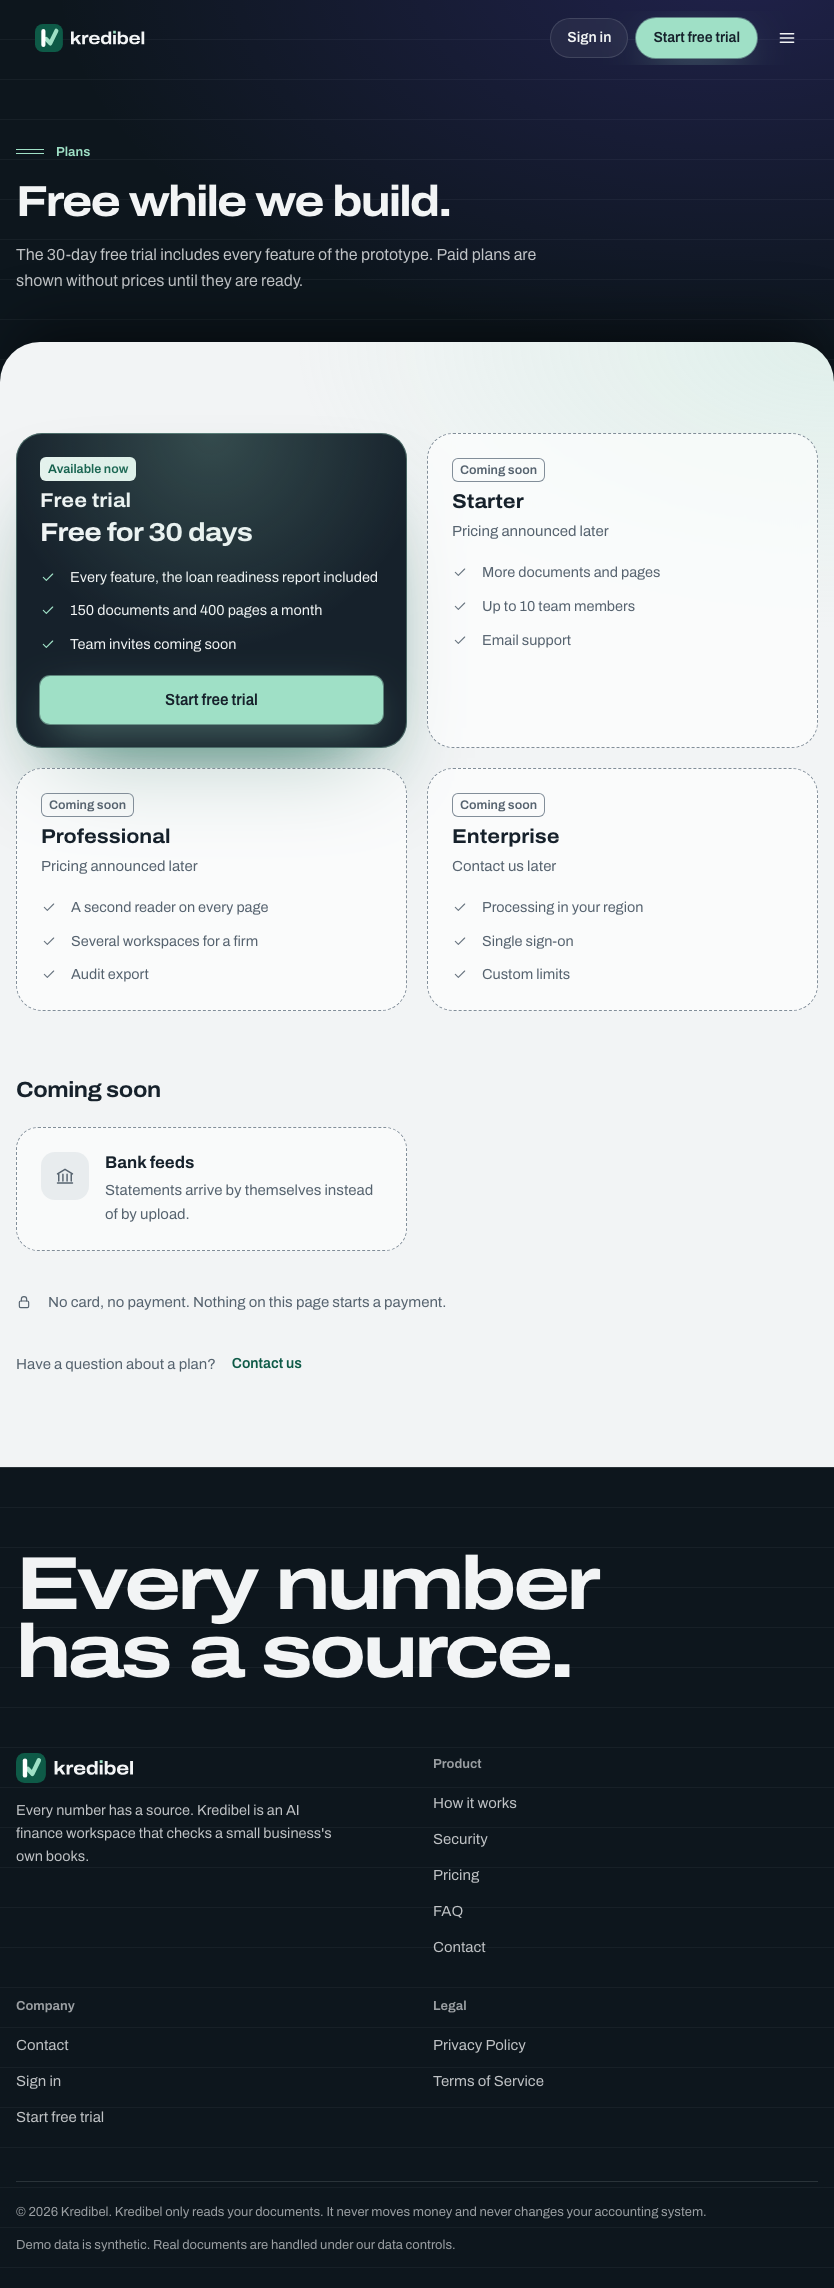 kredibel
Sign in
Start free trial
Plans
Free while we build.
The 30-day free trial includes every feature of the prototype. Paid plans are
shown without prices until they are ready.
Available now
Free trial
Free for 30 days
Every feature, the loan readiness report included
150 documents and 400 pages a month
Team invites coming soon
Start free trial
Coming soon
Starter
Pricing announced later
More documents and pages
Up to 10 team members
Email support
Coming soon
Professional
Pricing announced later
A second reader on every page
Several workspaces for a firm
Audit export
Coming soon
Enterprise
Contact us later
Processing in your region
Single sign-on
Custom limits
Coming soon
Bank feeds
Statements arrive by themselves instead
of by upload.
No card, no payment. Nothing on this page starts a payment.
Have a question about a plan? Contact us
Every number
has a source.
kredibel
Every number has a source. Kredibel is an AI
finance workspace that checks a small business's
own books.
Product
How it works
Security
Pricing
FAQ
Contact
Company
Contact
Sign in
Start free trial
Legal
Privacy Policy
Terms of Service
© 2026 Kredibel. Kredibel only reads your documents. It never moves money and never changes your accounting system.
Demo data is synthetic. Real documents are handled under our data controls.